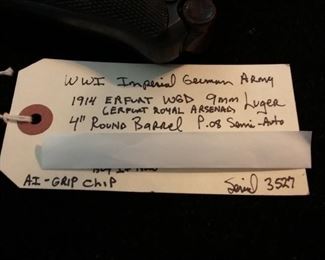 WWI Imperial German Army
1914 ERFURT WGD 9mm Luger
(ERFURT ROYAL ARSENAL)
4" ROUND BARREL P.08 Semi-Auto
AI-GRIP CHIP
Serial 3527